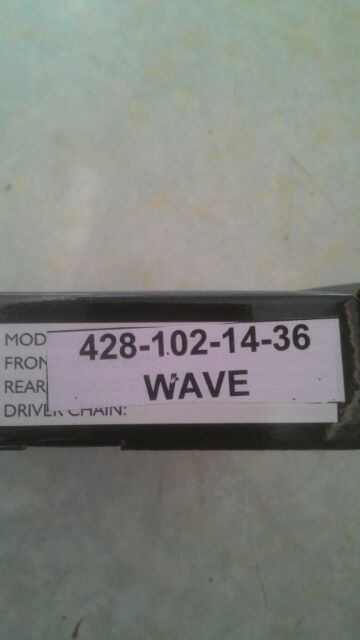 428-102-14-36
WAVE
MOD
FRON
REAR
DRIVER CHAIN: